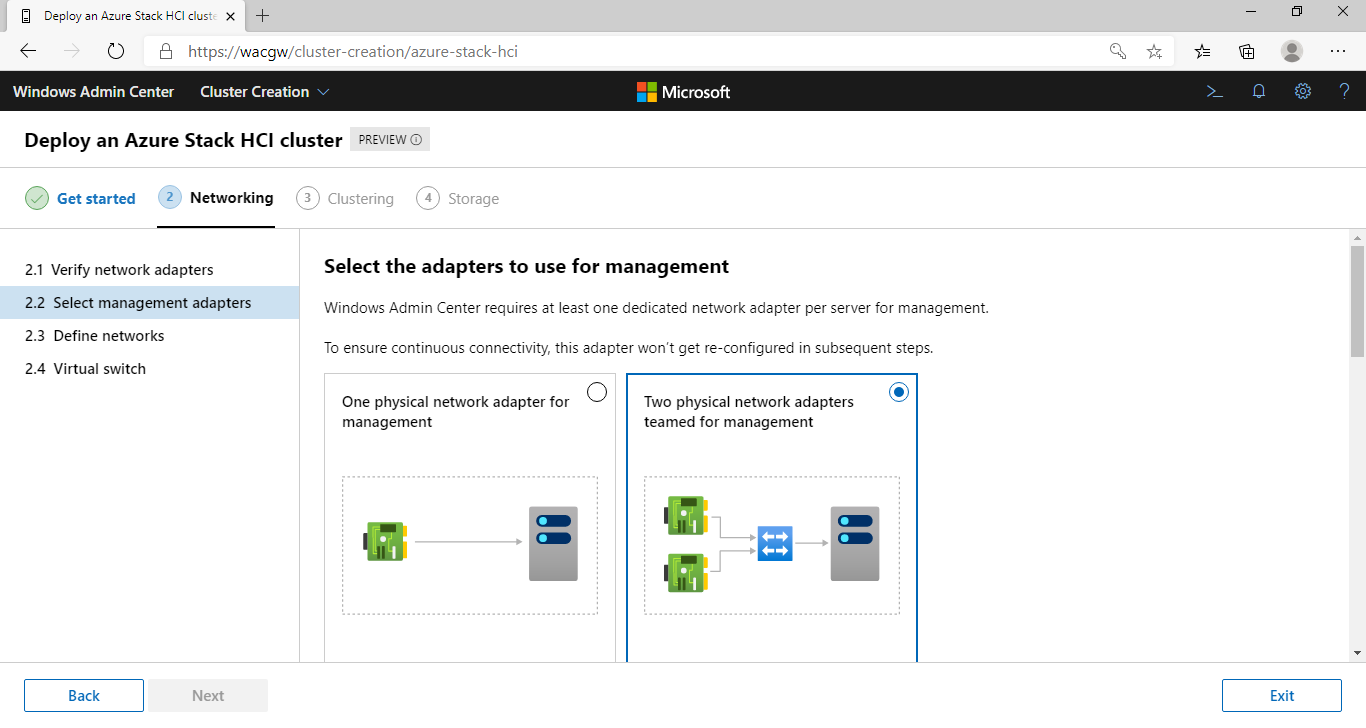 Deploy an Azure Stack HCI cluste
https://wacgw/cluster-creation/azure-stack-hci
Windows Admin Center Cluster Creation Microsoft
Deploy an Azure Stack HCI cluster PREVIEW
Get started 2 Networking 3 Clustering 4 Storage
2.1 Verify network adapters
2.2 Select management adapters
2.3 Define networks
2.4 Virtual switch
Select the adapters to use for management
Windows Admin Center requires at least one dedicated network adapter per server for management.
To ensure continuous connectivity, this adapter won't get re-configured in subsequent steps.
One physical network adapter for
management
Two physical network adapters
teamed for management
Back Next Exit